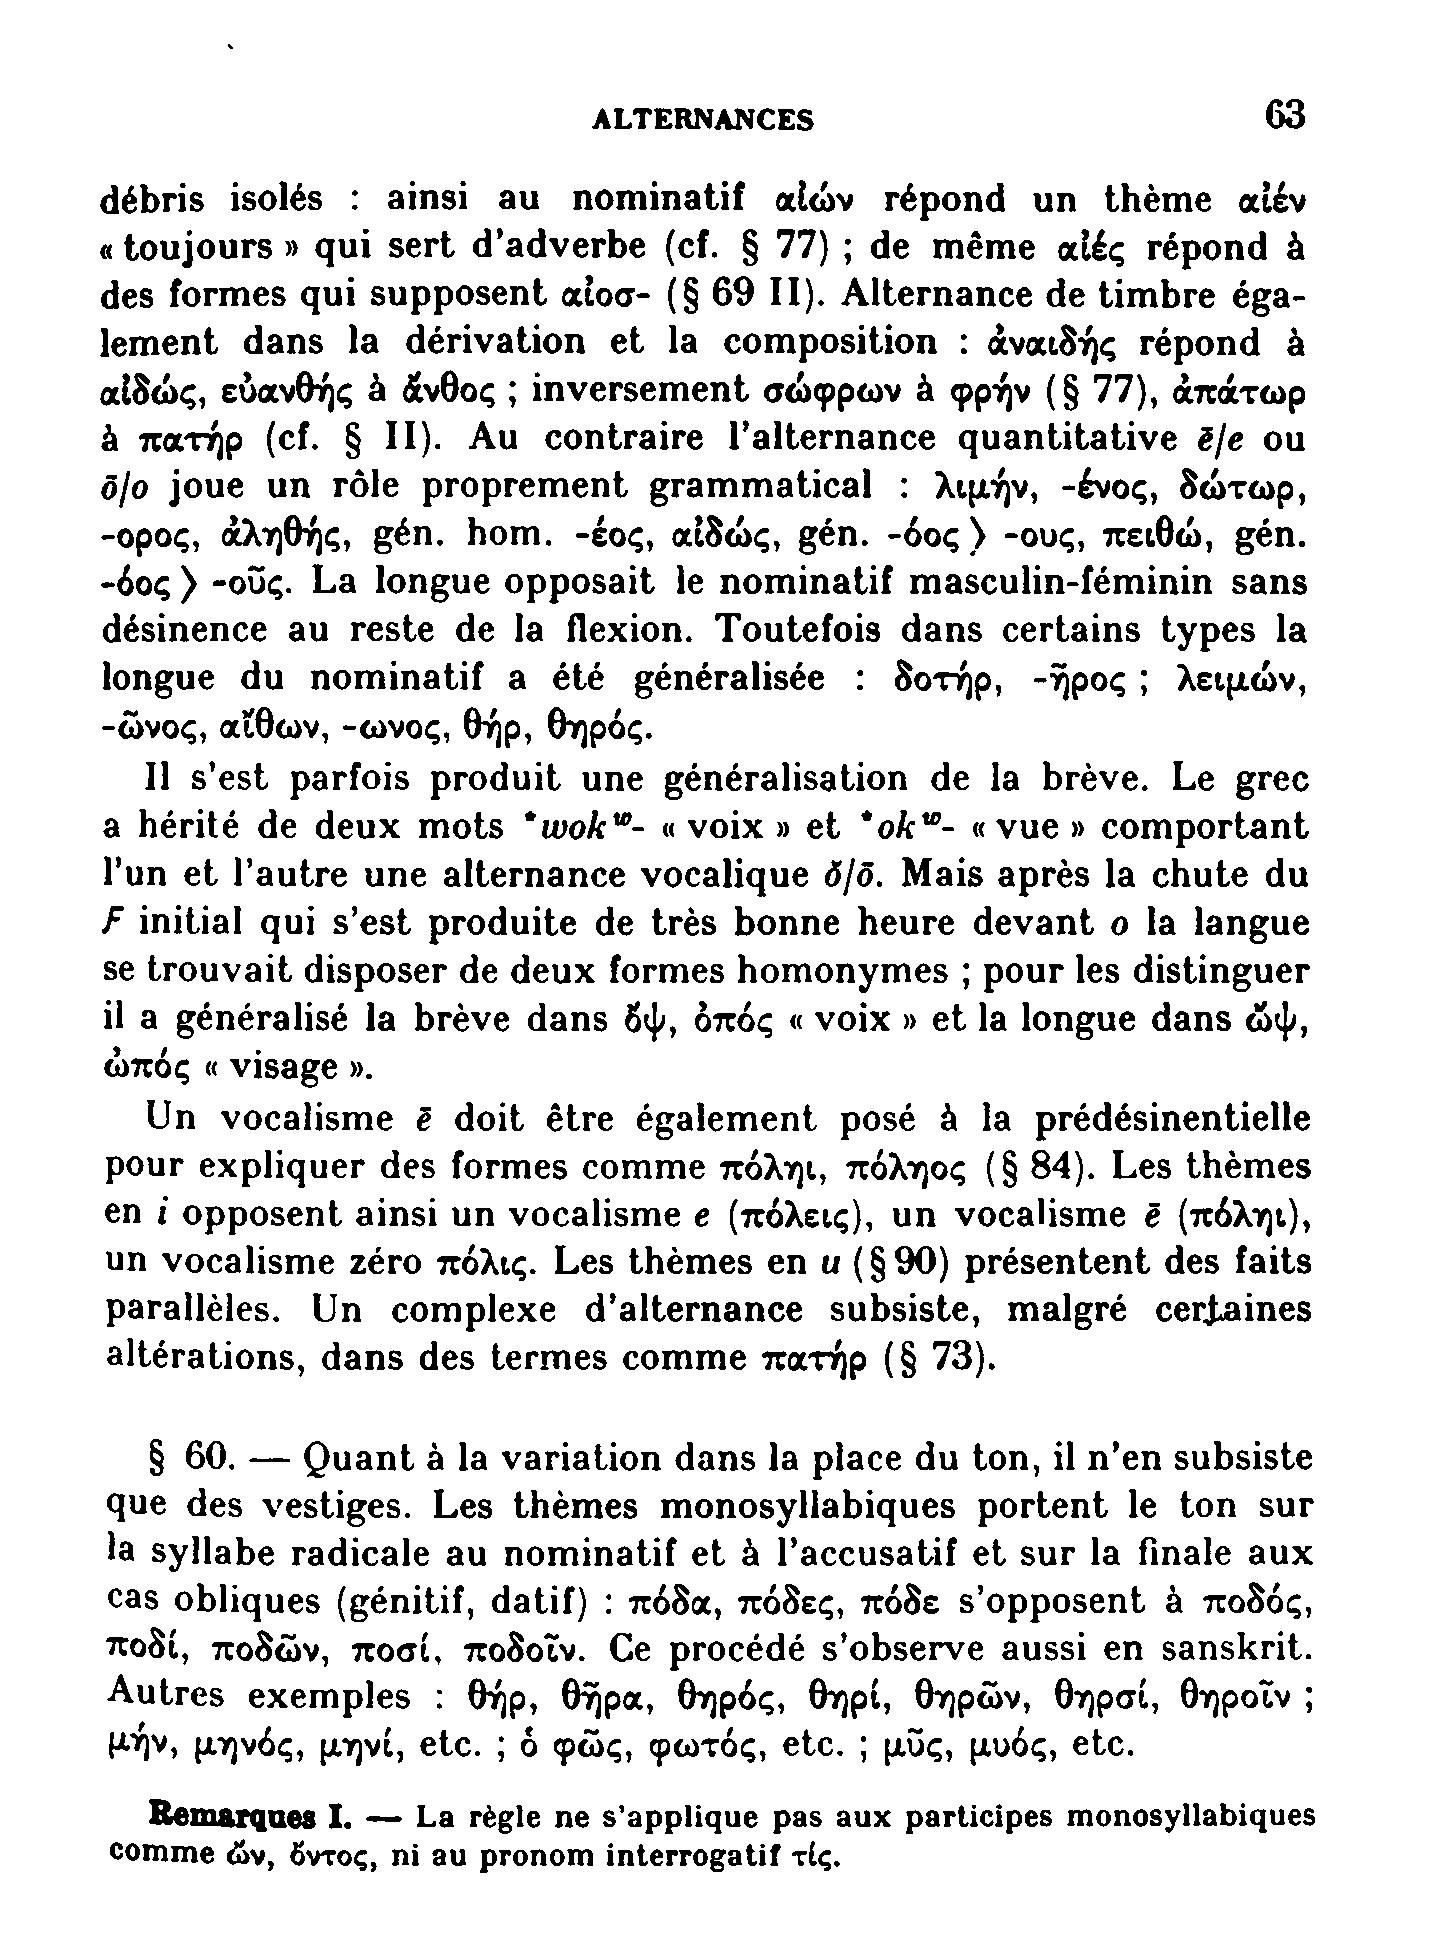 ALTERNANCES 63
débris isolés : ainsi au nominatif αἰών répond un thème αἰέν
« toujours » qui sert d'adverbe (cf. § 77) ; de même αἰές répond à
des formes qui supposent αἰοσ- (§ 69 II). Alternance de timbre éga-
lement dans la dérivation et la composition : ἀναιδής répond à
αἰδώς, εὐανθής à ἄνθος ; inversement σώφρων à φρήν (§ 77), ἀπάτωρ
à πατήρ (cf. § II). Au contraire l'alternance quantitative ē/e ou
ō/o joue un rôle proprement grammatical : λιμήν, -ένος, δώτωρ,
-ορος, ἀληθής, gén. hom. -έος, αἰδώς, gén. -όος ⟩ -ους, πειθώ, gén.
-όος ⟩ -οῦς. La longue opposait le nominatif masculin-féminin sans
désinence au reste de la flexion. Toutefois dans certains types la
longue du nominatif a été généralisée : δοτήρ, -ῆρος ; λειμών,
-ῶνος, αἴθων, -ωνος, θήρ, θηρός.
Il s'est parfois produit une généralisation de la brève. Le grec
a hérité de deux mots *wokʷ- « voix » et *okʷ- « vue » comportant
l'un et l'autre une alternance vocalique ŏ/ō. Mais après la chute du
F initial qui s'est produite de très bonne heure devant o la langue
se trouvait disposer de deux formes homonymes ; pour les distinguer
il a généralisé la brève dans ὄψ, ὀπός « voix » et la longue dans ὤψ,
ὠπός « visage ».
Un vocalisme ē doit être également posé à la prédésinentielle
pour expliquer des formes comme πόληι, πόληος (§ 84). Les thèmes
en i opposent ainsi un vocalisme e (πόλεις), un vocalisme ē (πόληι),
un vocalisme zéro πόλις. Les thèmes en u (§ 90) présentent des faits
parallèles. Un complexe d'alternance subsiste, malgré certaines
altérations, dans des termes comme πατήρ (§ 73).
§ 60. — Quant à la variation dans la place du ton, il n'en subsiste
que des vestiges. Les thèmes monosyllabiques portent le ton sur
la syllabe radicale au nominatif et à l'accusatif et sur la finale aux
cas obliques (génitif, datif) : πόδα, πόδες, πόδε s'opposent à ποδός,
ποδί, ποδῶν, ποσί, ποδοῖν. Ce procédé s'observe aussi en sanskrit.
Autres exemples : θήρ, θῆρα, θηρός, θηρί, θηρῶν, θηρσί, θηροῖν ;
μήν, μηνός, μηνί, etc. ; ὁ φῶς, φωτός, etc. ; μῦς, μυός, etc.
Remarques I. — La règle ne s'applique pas aux participes monosyllabiques
comme ὤν, ὄντος, ni au pronom interrogatif τίς.